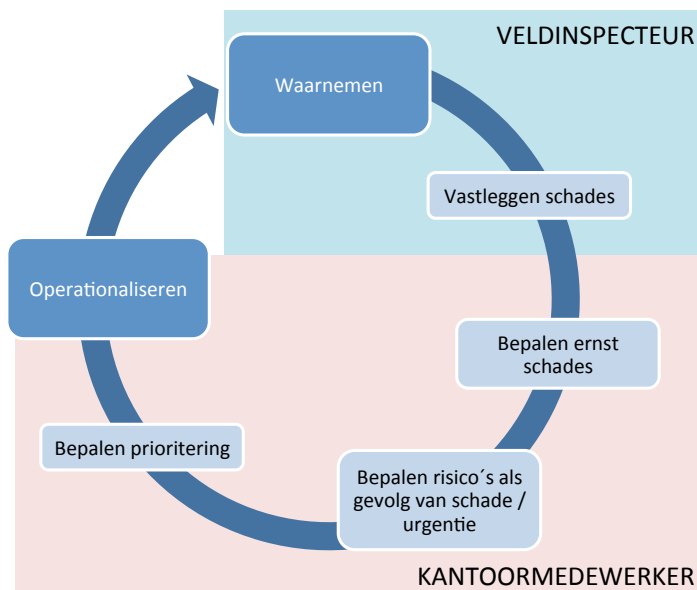 VELDINSPECTEUR
Waarnemen
Vastleggen schades
Operationaliseren
Bepalen ernst
schades
Bepalen prioritering
Bepalen risico´s als
gevolg van schade /
urgentie
KANTOORMEDEWERKER